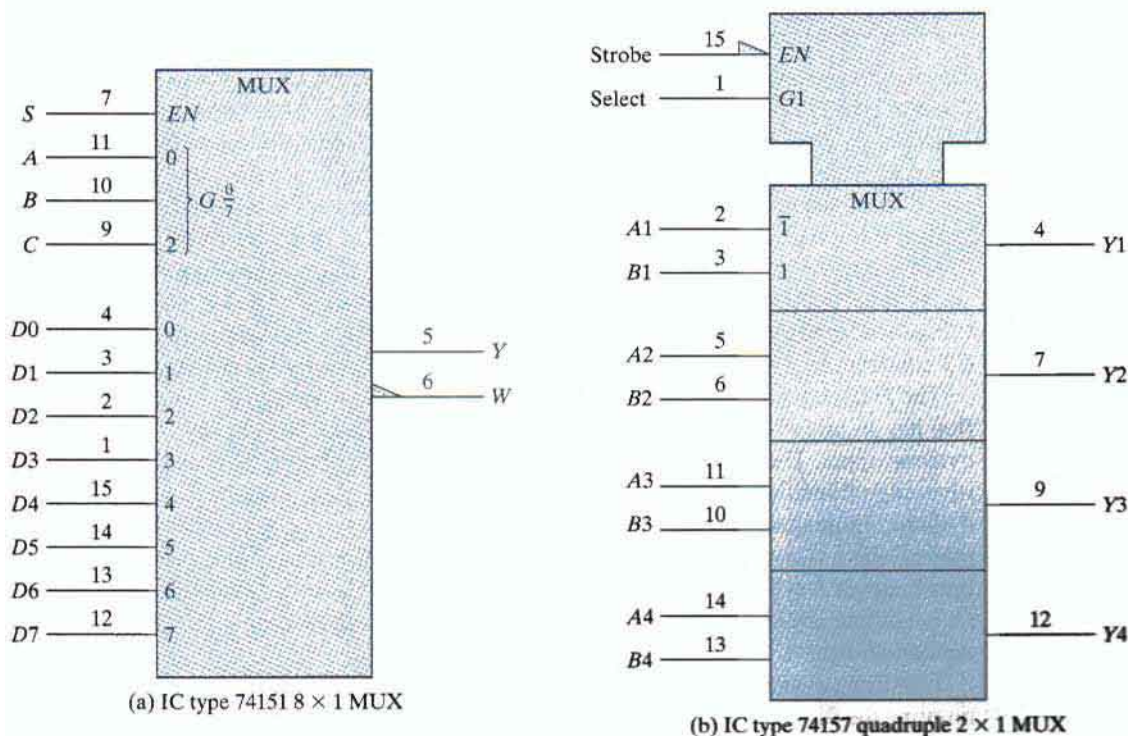 MUX
S 7 EN
A 11 0
B 10 G 0/7
C 9 2
D0 4 0
D1 3 1
D2 2 2
D3 1 3
D4 15 4
D5 14 5
D6 13 6
D7 12 7
5 Y
6 W
(a) IC type 74151 8 × 1 MUX
Strobe 15 EN
Select 1 G1
MUX
A1 2 1̅
B1 3 1
4 Y1
A2 5
B2 6
7 Y2
A3 11
B3 10
9 Y3
A4 14
B4 13
12 Y4
(b) IC type 74157 quadruple 2 × 1 MUX